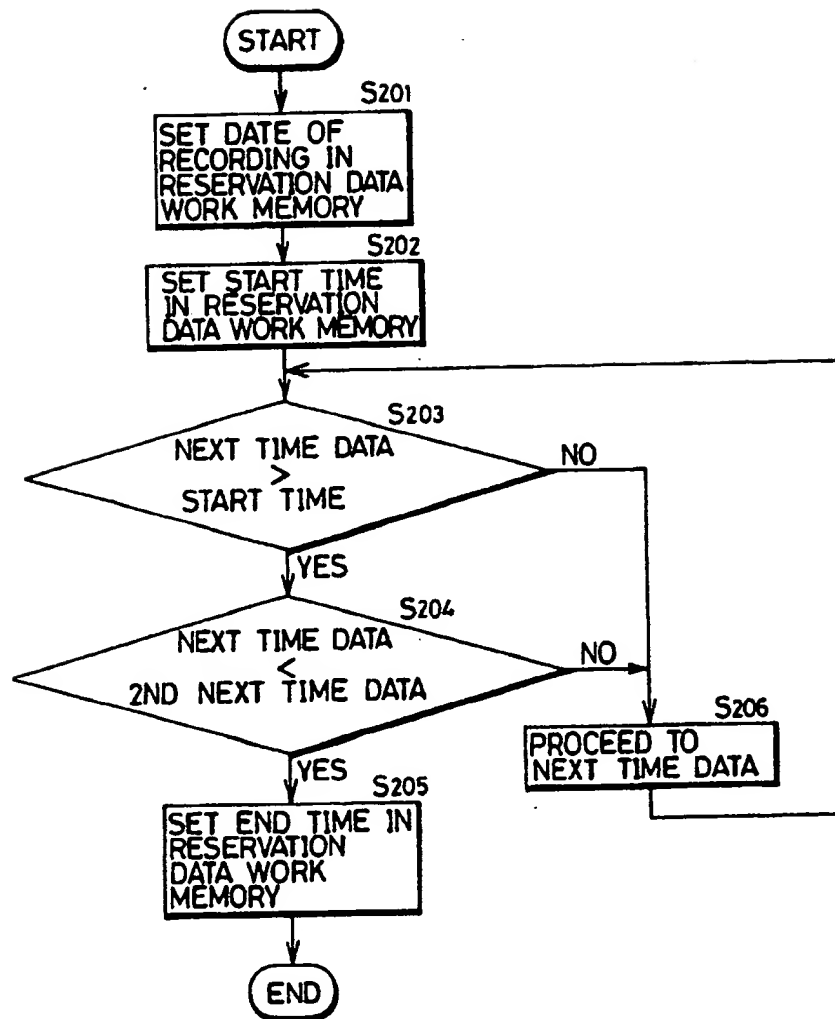 START
S201
SET DATE OF
RECORDING IN
RESERVATION DATA
WORK MEMORY
S202
SET START TIME
IN RESERVATION
DATA WORK MEMORY
S203
NEXT TIME DATA
>
START TIME
NO
YES
S204
NEXT TIME DATA
<
2ND NEXT TIME DATA
NO
YES
S206
PROCEED TO
NEXT TIME DATA
S205
SET END TIME IN
RESERVATION
DATA WORK
MEMORY
END